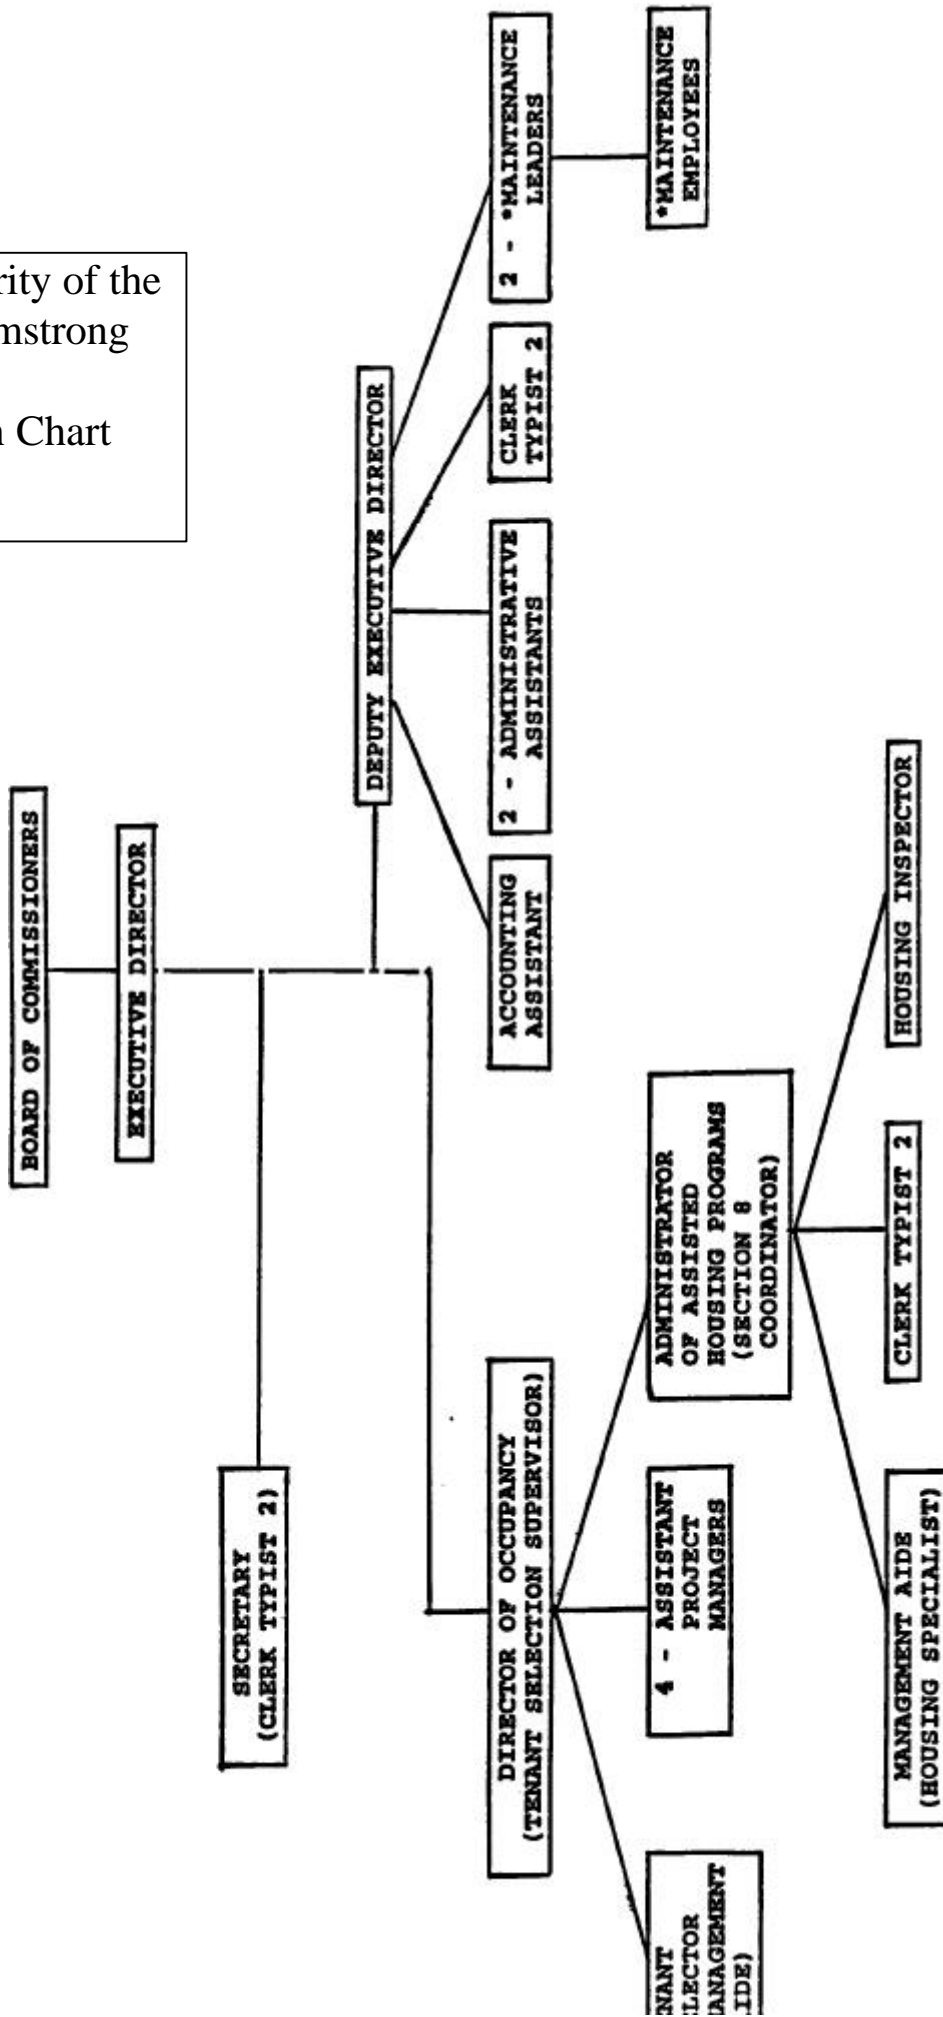 rity of the
mstrong
n Chart
BOARD OF COMMISSIONERS
EXECUTIVE DIRECTOR
SECRETARY
(CLERK TYPIST 2)
DEPUTY EXECUTIVE DIRECTOR
DIRECTOR OF OCCUPANCY
(TENANT SELECTION SUPERVISOR)
ACCOUNTING
ASSISTANT
2 - ADMINISTRATIVE
ASSISTANTS
CLERK
TYPIST 2
2 - *MAINTENANCE
LEADERS
NANT
LECTOR
ANAGEMENT
IDE)
4 - ASSISTANT
PROJECT
MANAGERS
ADMINISTRATOR
OF ASSISTED
HOUSING PROGRAMS
(SECTION 8
COORDINATOR)
*MAINTENANCE
EMPLOYEES
MANAGEMENT AIDE
(HOUSING SPECIALIST)
CLERK TYPIST 2
HOUSING INSPECTOR